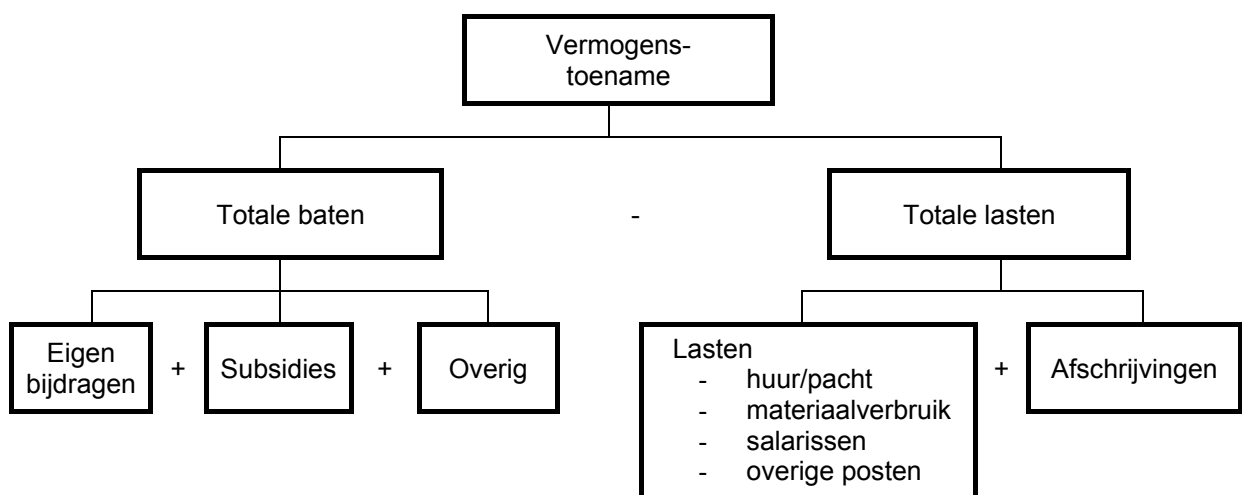 Vermogens-
toename
Totale baten
-
Totale lasten
Eigen
bijdragen
+
Subsidies
+
Overig
Lasten
- huur/pacht
- materiaalverbruik
- salarissen
- overige posten
+
Afschrijvingen